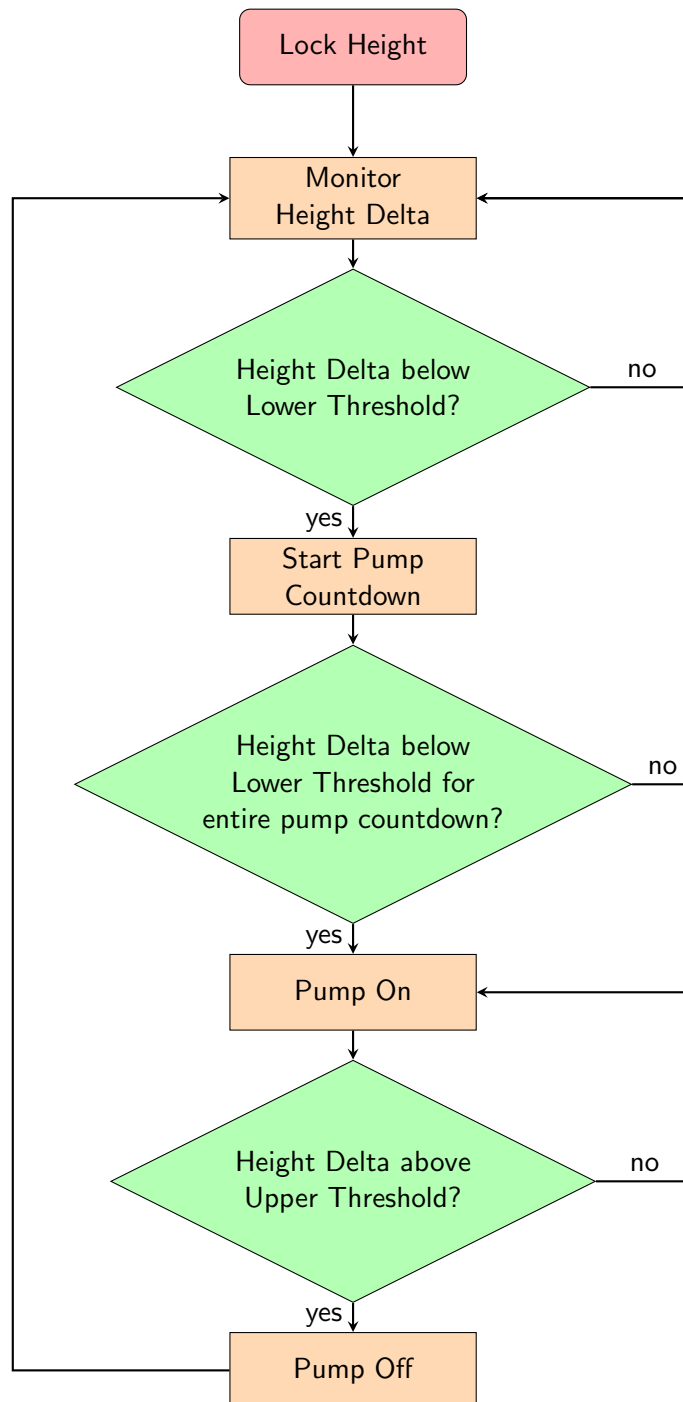 Lock Height
Monitor
Height Delta
Height Delta below
Lower Threshold?
no
yes
Start Pump
Countdown
Height Delta below
Lower Threshold for
entire pump countdown?
no
yes
Pump On
Height Delta above
Upper Threshold?
no
yes
Pump Off